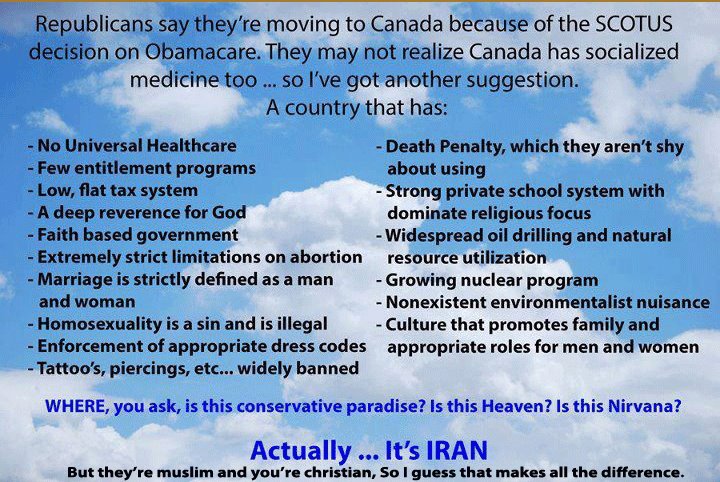 Republicans say they're moving to Canada because of the SCOTUS
decision on Obamacare. They may not realize Canada has socialized
medicine too ... so I've got another suggestion.
A country that has:
- No Universal Healthcare
- Few entitlement programs
- Low, flat tax system
- A deep reverence for God
- Faith based government
- Extremely strict limitations on abortion
- Marriage is strictly defined as a man
and woman
- Homosexuality is a sin and is illegal
- Enforcement of appropriate dress codes
- Tattoo's, piercings, etc... widely banned
- Death Penalty, which they aren't shy
about using
- Strong private school system with
dominate religious focus
- Widespread oil drilling and natural
resource utilization
- Growing nuclear program
- Nonexistent environmentalist nuisance
- Culture that promotes family and
appropriate roles for men and women
WHERE, you ask, is this conservative paradise? Is this Heaven? Is this Nirvana?
Actually ... It's IRAN
But they're muslim and you're christian, So I guess that makes all the difference.